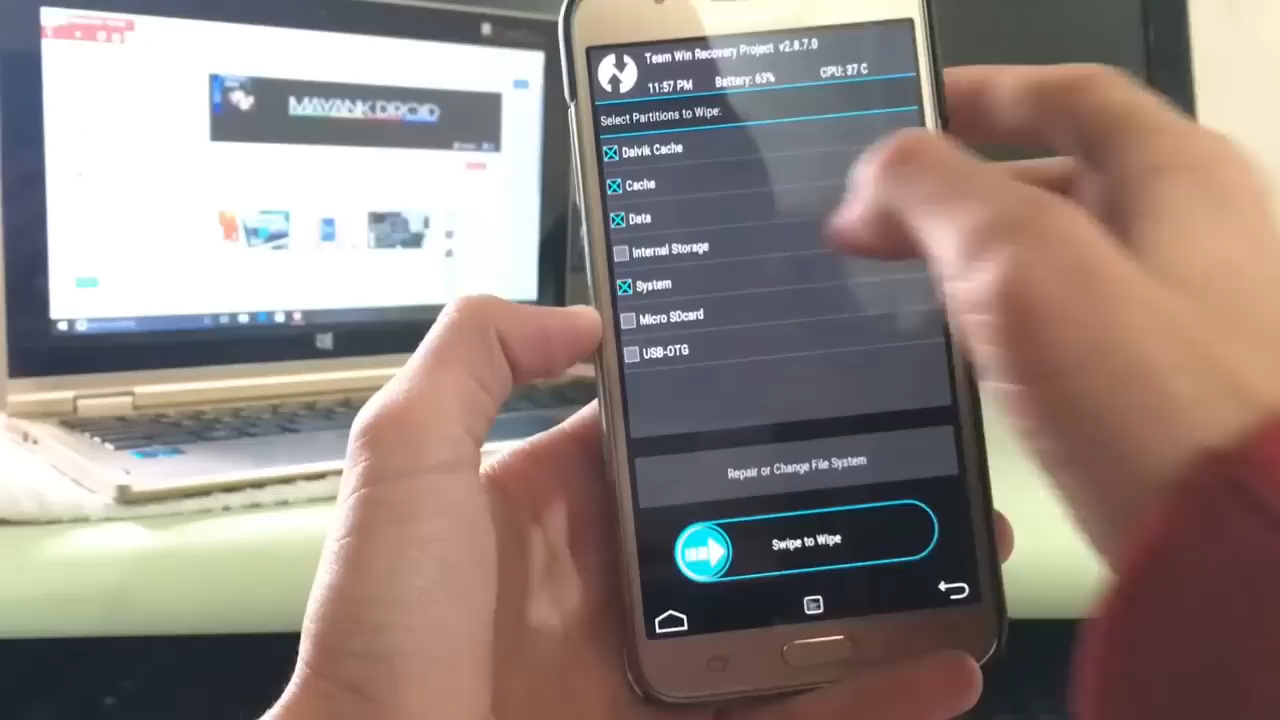 MAYANK DROID
Team Win Recovery Project v2.8.7.0
11:57 PM Battery: 63% CPU: 37 C
Select Partitions to Wipe:
Dalvik Cache
Cache
Data
Internal Storage
System
Micro SDcard
USB-OTG
Repair or Change File System
Swipe to Wipe